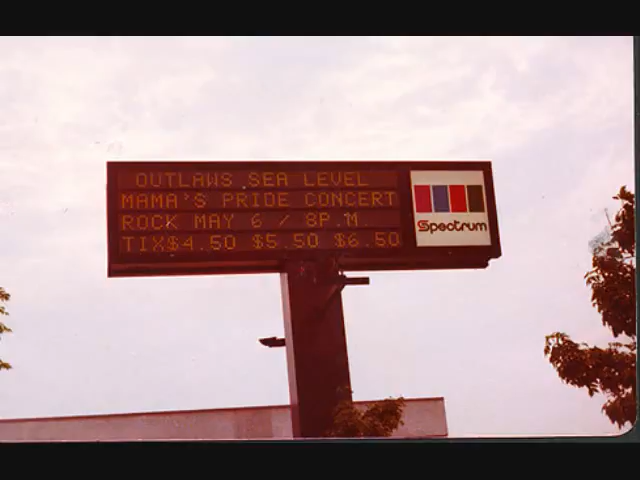 OUTLAWS SEA LEVEL
MAMA'S PRIDE CONCERT
ROCK MAY 6 / 8P.M
TIX$4.50 $5.50 $6.50
Spectrum